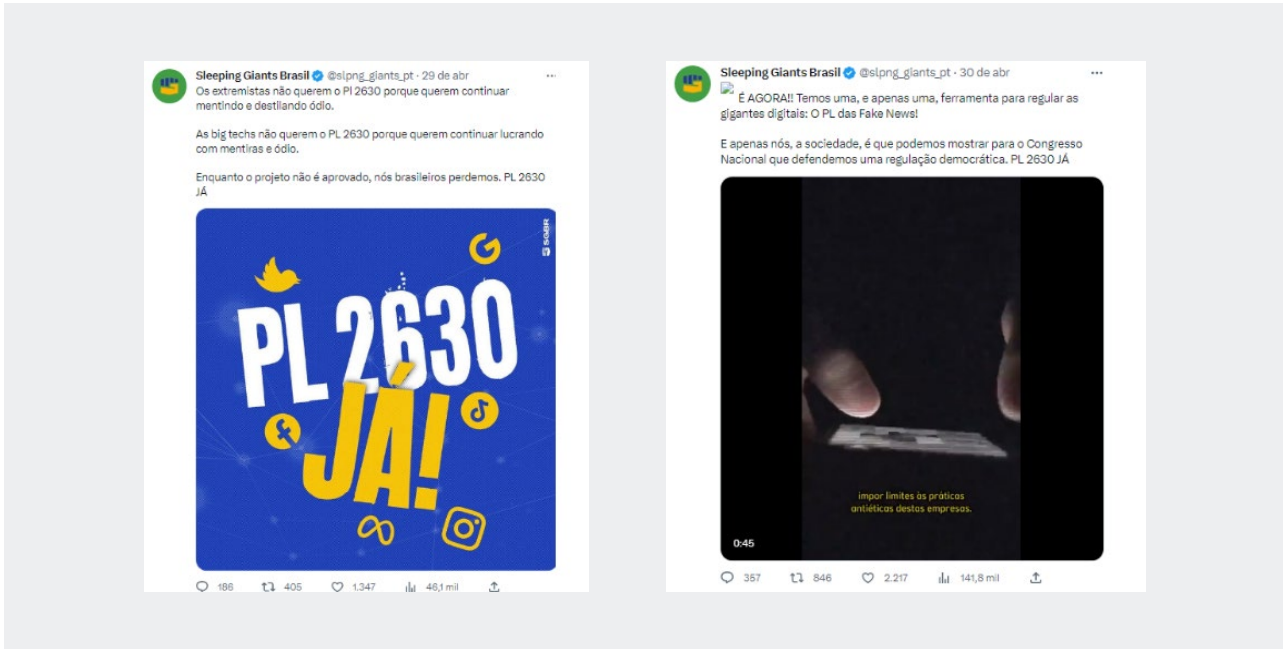 Sleeping Giants Brasil @slpng_giants_pt · 29 de abr
Os extremistas não querem o Pl 2630 porque querem continuar
mentindo e destilando ódio.
As big techs não querem o PL 2630 porque querem continuar lucrando
com mentiras e ódio.
Enquanto o projeto não é aprovado, nós brasileiros perdemos. PL 2630
JÁ
SGBR
PL 2630
JÁ!
186 405 1.347 46,1 mil
Sleeping Giants Brasil @slpng_giants_pt · 30 de abr
É AGORA!! Temos uma, e apenas uma, ferramenta para regular as
gigantes digitais: O PL das Fake News!
E apenas nós, a sociedade, é que podemos mostrar para o Congresso
Nacional que defendemos uma regulação democrática. PL 2630 JÁ
impor limites às práticas
antiéticas destas empresas.
0:45
357 846 2.217 141,8 mil